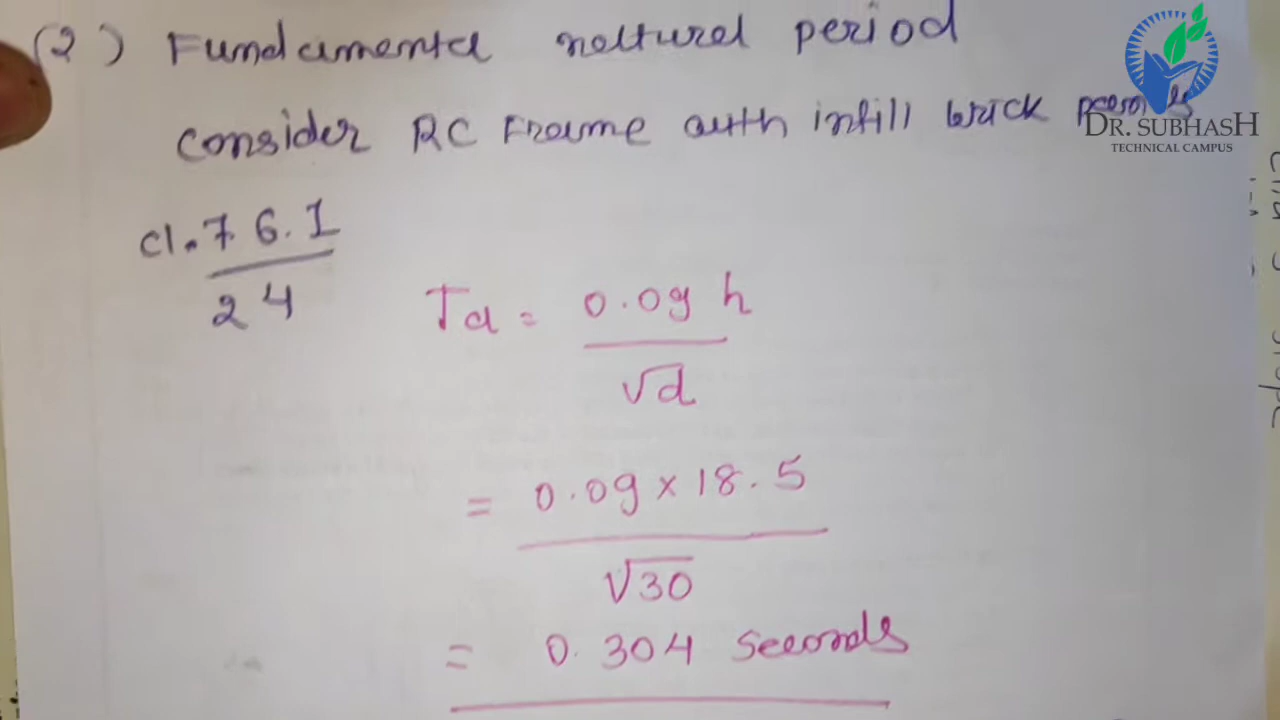 (2) Fundamental natural period
consider RC Frame with infill brick
DR. SUBHASH
TECHNICAL CAMPUS
cl. 7.6.1
24
Ta = 0.09 h
√d
= 0.09 x 18.5
√30
= 0.304 seconds